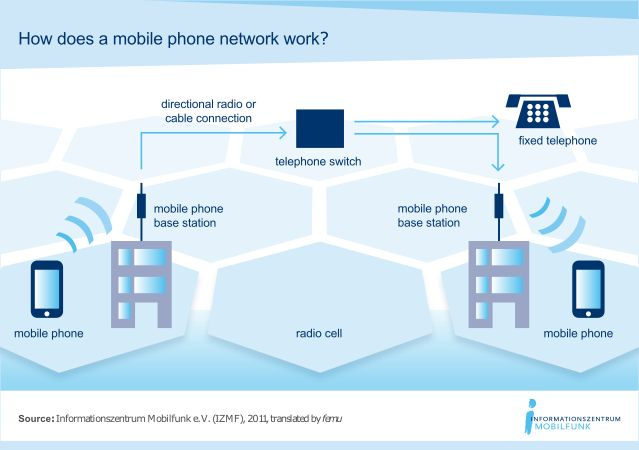 How does a mobile phone network work?
directional radio or
cable connection
telephone switch
fixed telephone
mobile phone
base station
mobile phone
base station
mobile phone
radio cell
mobile phone
Source: Informationszentrum Mobilfunk e. V. (IZMF), 2011, translated by femu
INFORMATIONSZENTRUM
MOBILFUNK